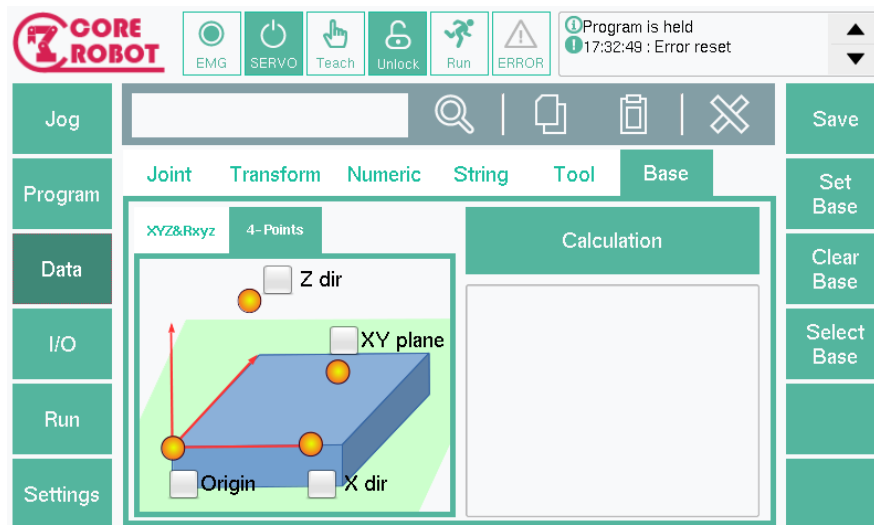 CORE
ROBOT
EMG
SERVO
Teach
Unlock
Run
ERROR
Program is held
17:32:49 : Error reset
Jog
Program
Data
I/O
Run
Settings
Joint
Transform
Numeric
String
Tool
Base
XYZ&Rxyz
4-Points
Z dir
XY plane
Origin
X dir
Calculation
Save
Set
Base
Clear
Base
Select
Base